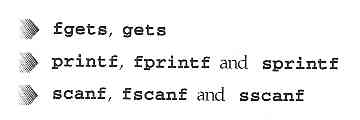 fgets, gets
printf, fprintf and sprintf
scanf, fscanf and sscanf